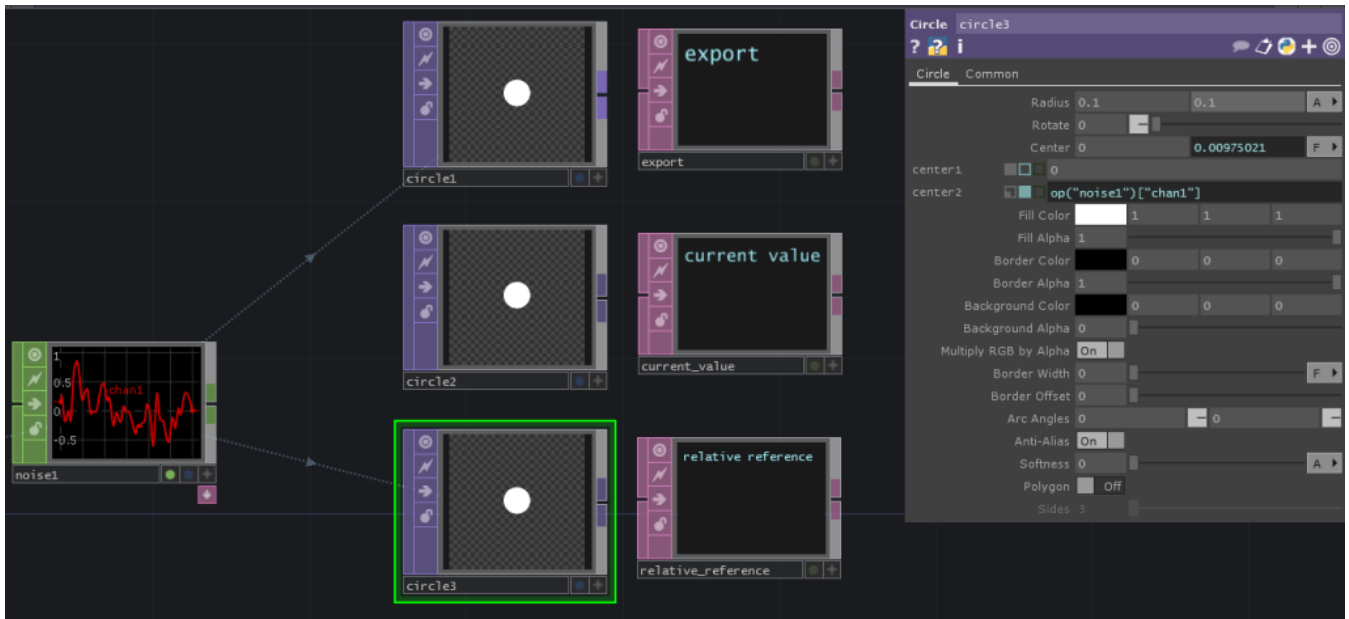 circle1
circle2
circle3
export
export
current value
current_value
relative reference
relative_reference
1
0.5
chan1
0
-0.5
noise1
Circle circle3
? ? i
Circle Common
Radius 0.1 0.1 A
Rotate 0
Center 0 0.00975021 F
center1 0
center2 op("noise1")["chan1"]
Fill Color 1 1 1
Fill Alpha 1
Border Color 0 0 0
Border Alpha 1
Background Color 0 0 0
Background Alpha 0
Multiply RGB by Alpha On
Border Width 0 F
Border Offset 0
Arc Angles 0 0
Anti-Alias On
Softness 0 A
Polygon Off
Sides 3